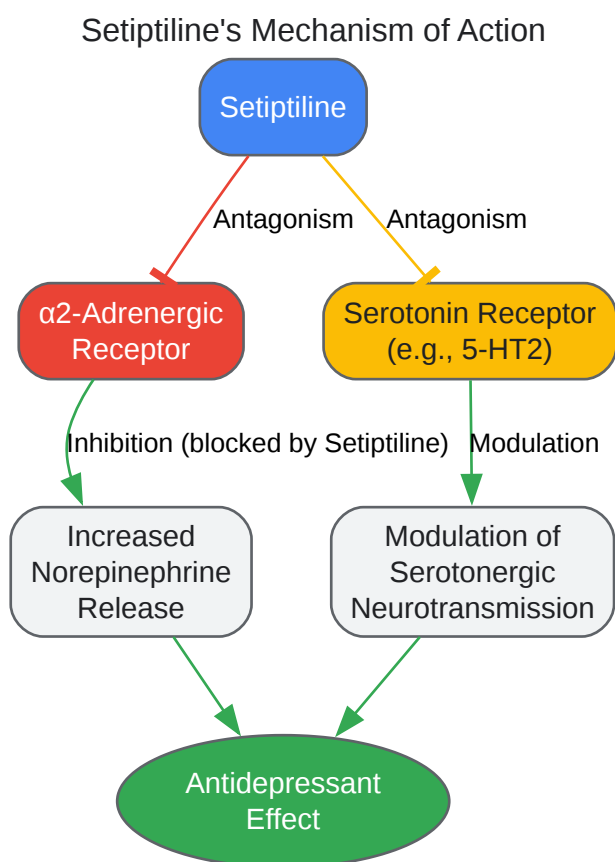 Setiptiline's Mechanism of Action
Setiptiline
Antagonism
Antagonism
α2-Adrenergic
Receptor
Serotonin Receptor
(e.g., 5-HT2)
Inhibition (blocked by Setiptiline)
Modulation
Increased
Norepinephrine
Release
Modulation of
Serotonergic
Neurotransmission
Antidepressant
Effect